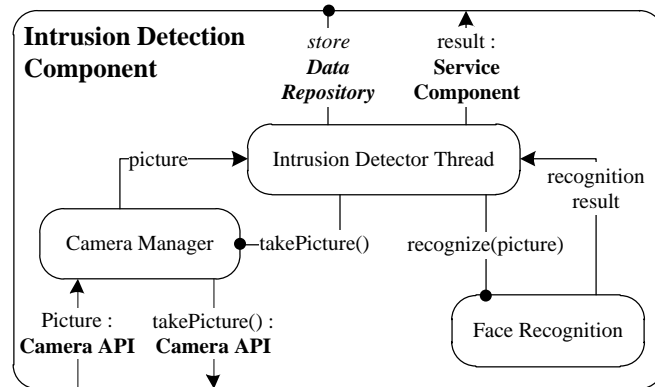 Intrusion Detection
Component
store
Data
Repository
result :
Service
Component
picture
Intrusion Detector Thread
recognition
result
Camera Manager
takePicture()
recognize(picture)
Picture :
Camera API
takePicture() :
Camera API
Face Recognition